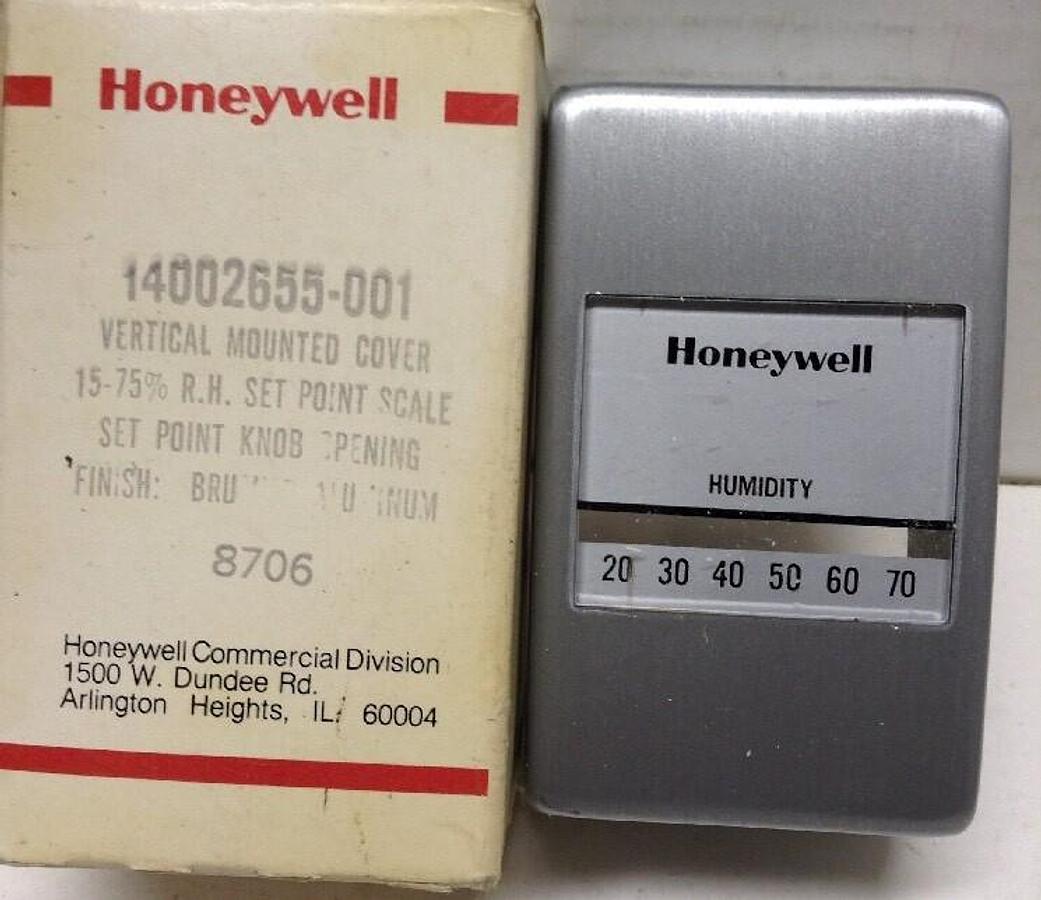 Honeywell
14002655-001
VERTICAL MOUNTED COVER
15-75% R.H. SET POINT SCALE
SET POINT KNOB
FINISH:
8706
Honeywell Commercial Division
1500 W. Dundee Rd.
Arlington Heights, IL. 60004
Honeywell
HUMIDITY
20 30 40 50 60 70